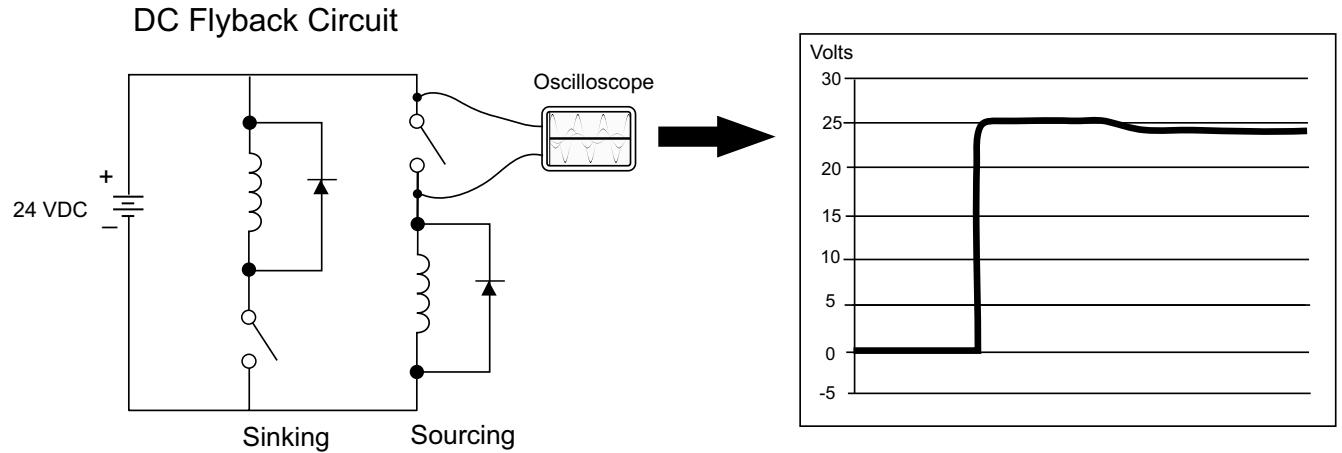 DC Flyback Circuit
Oscilloscope
+
24 VDC
–
Sinking
Sourcing
Volts
30
25
20
15
10
5
0
-5